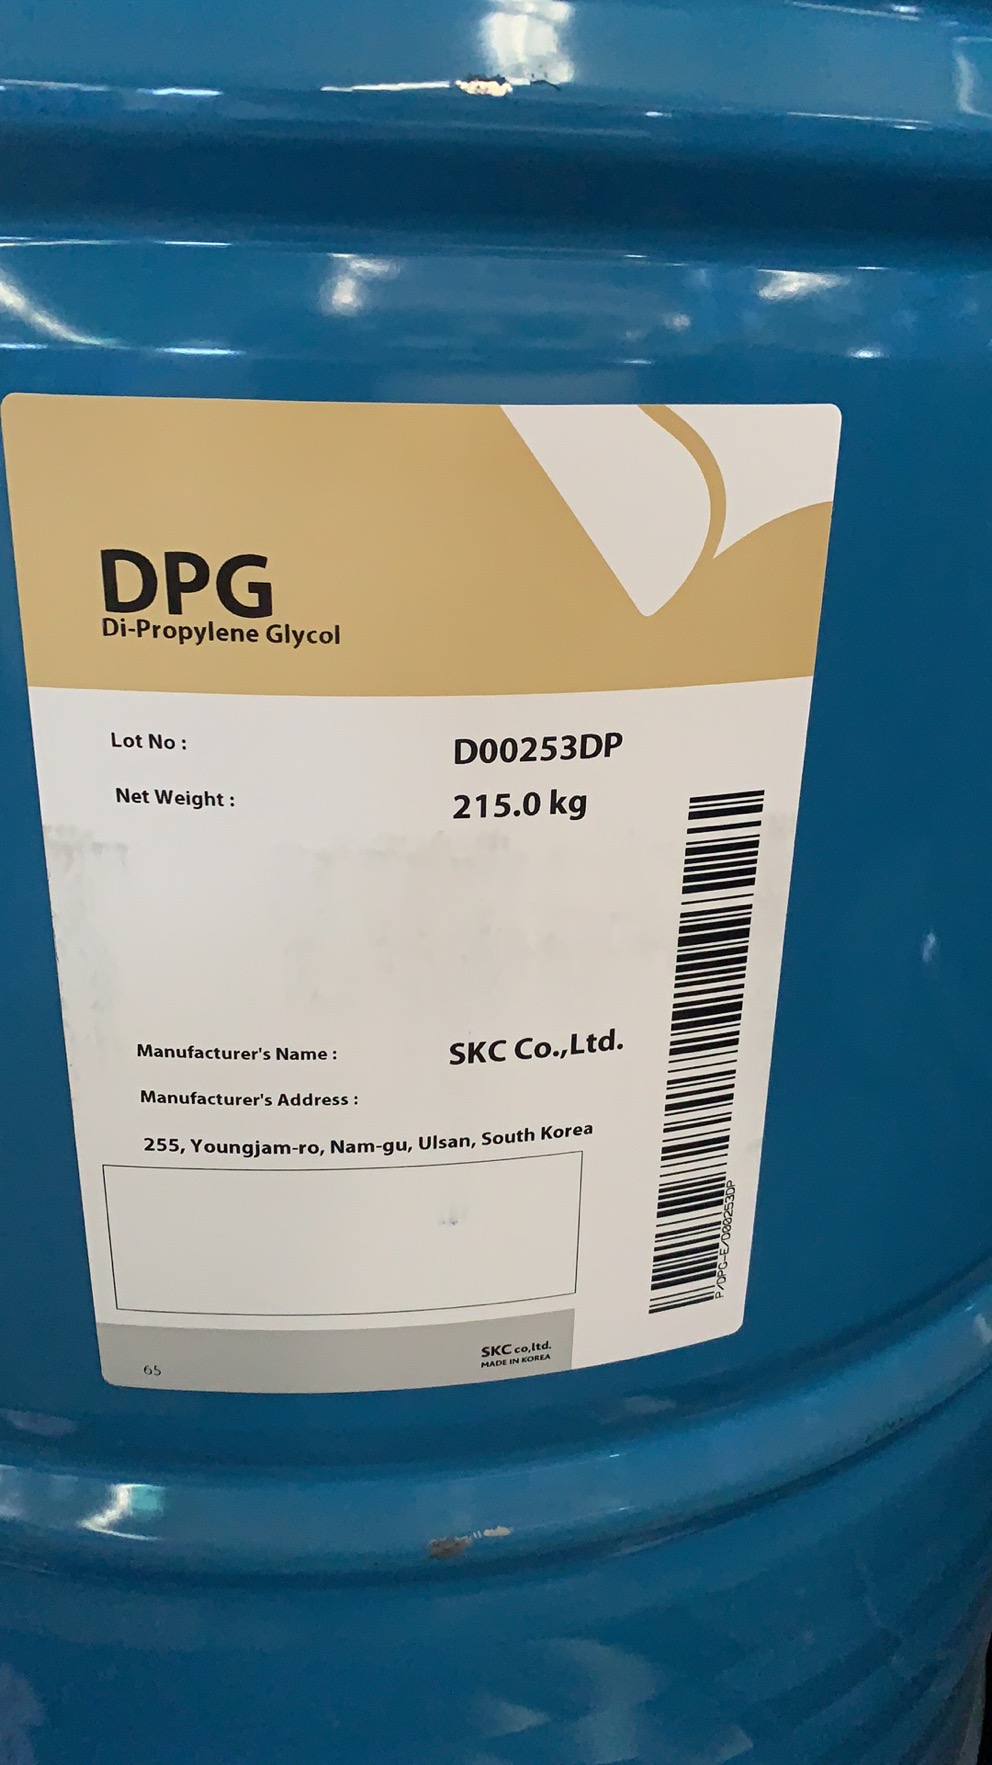 DPG
Di-Propylene Glycol
Lot No : D00253DP
Net Weight : 215.0 kg
Manufacturer's Name : SKC Co.,Ltd.
Manufacturer's Address :
255, Youngjam-ro, Nam-gu, Ulsan, South Korea
P/DPG-E/D00253DP
65
SKC co,ltd.
MADE IN KOREA